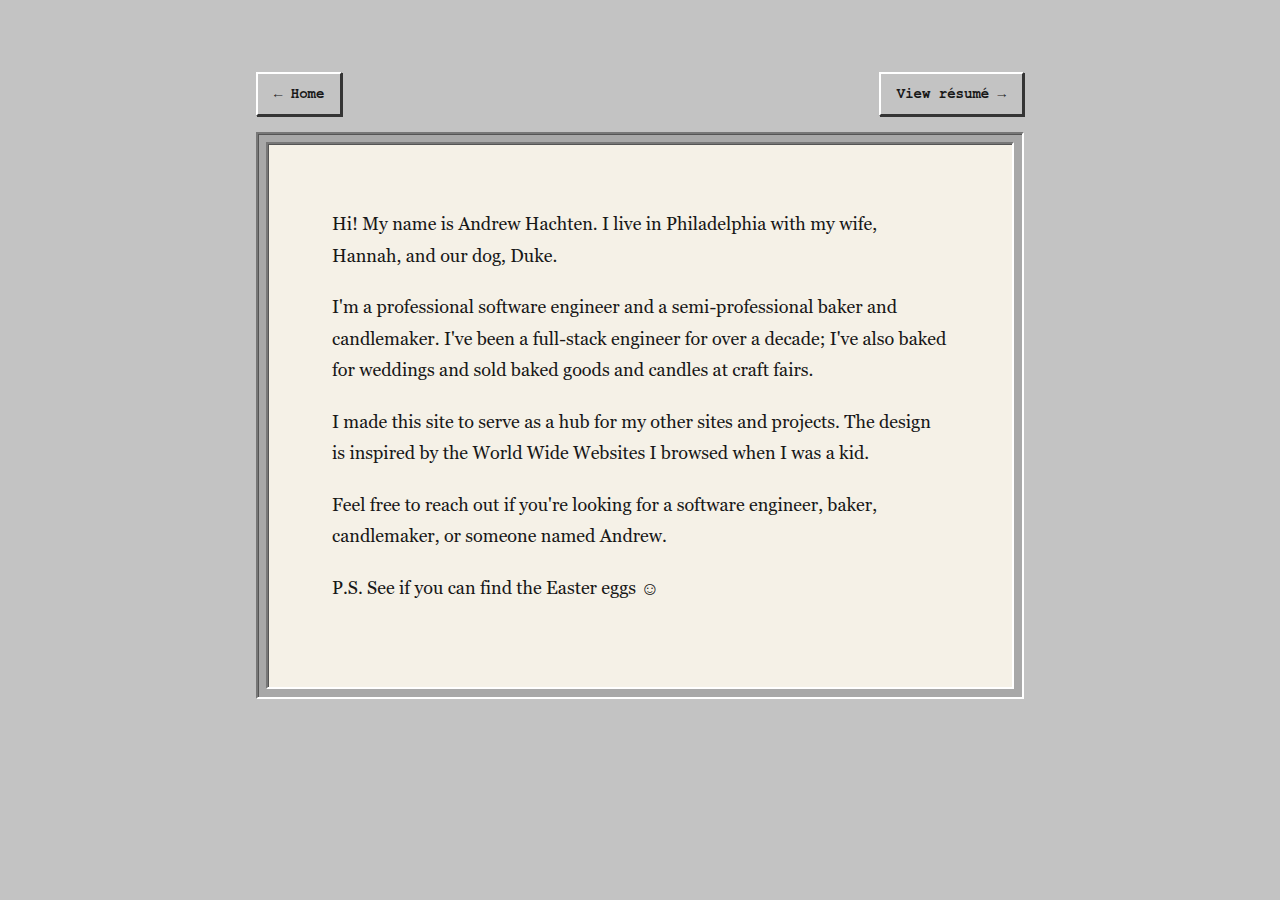 ← Home
View résumé →
Hi! My name is Andrew Hachten. I live in Philadelphia with my wife,
Hannah, and our dog, Duke.
I'm a professional software engineer and a semi-professional baker and
candlemaker. I've been a full-stack engineer for over a decade; I've also baked
for weddings and sold baked goods and candles at craft fairs.
I made this site to serve as a hub for my other sites and projects. The design
is inspired by the World Wide Websites I browsed when I was a kid.
Feel free to reach out if you're looking for a software engineer, baker,
candlemaker, or someone named Andrew.
P.S. See if you can find the Easter eggs ☺